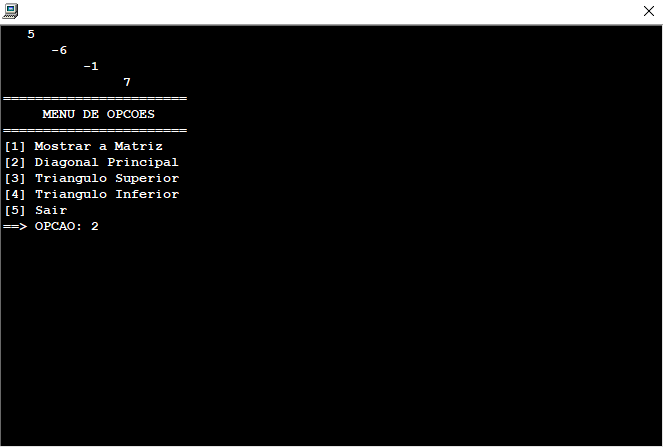 5
-6
-1
7
=======================
MENU DE OPCOES
=======================
[1] Mostrar a Matriz
[2] Diagonal Principal
[3] Triangulo Superior
[4] Triangulo Inferior
[5] Sair
==> OPCAO: 2